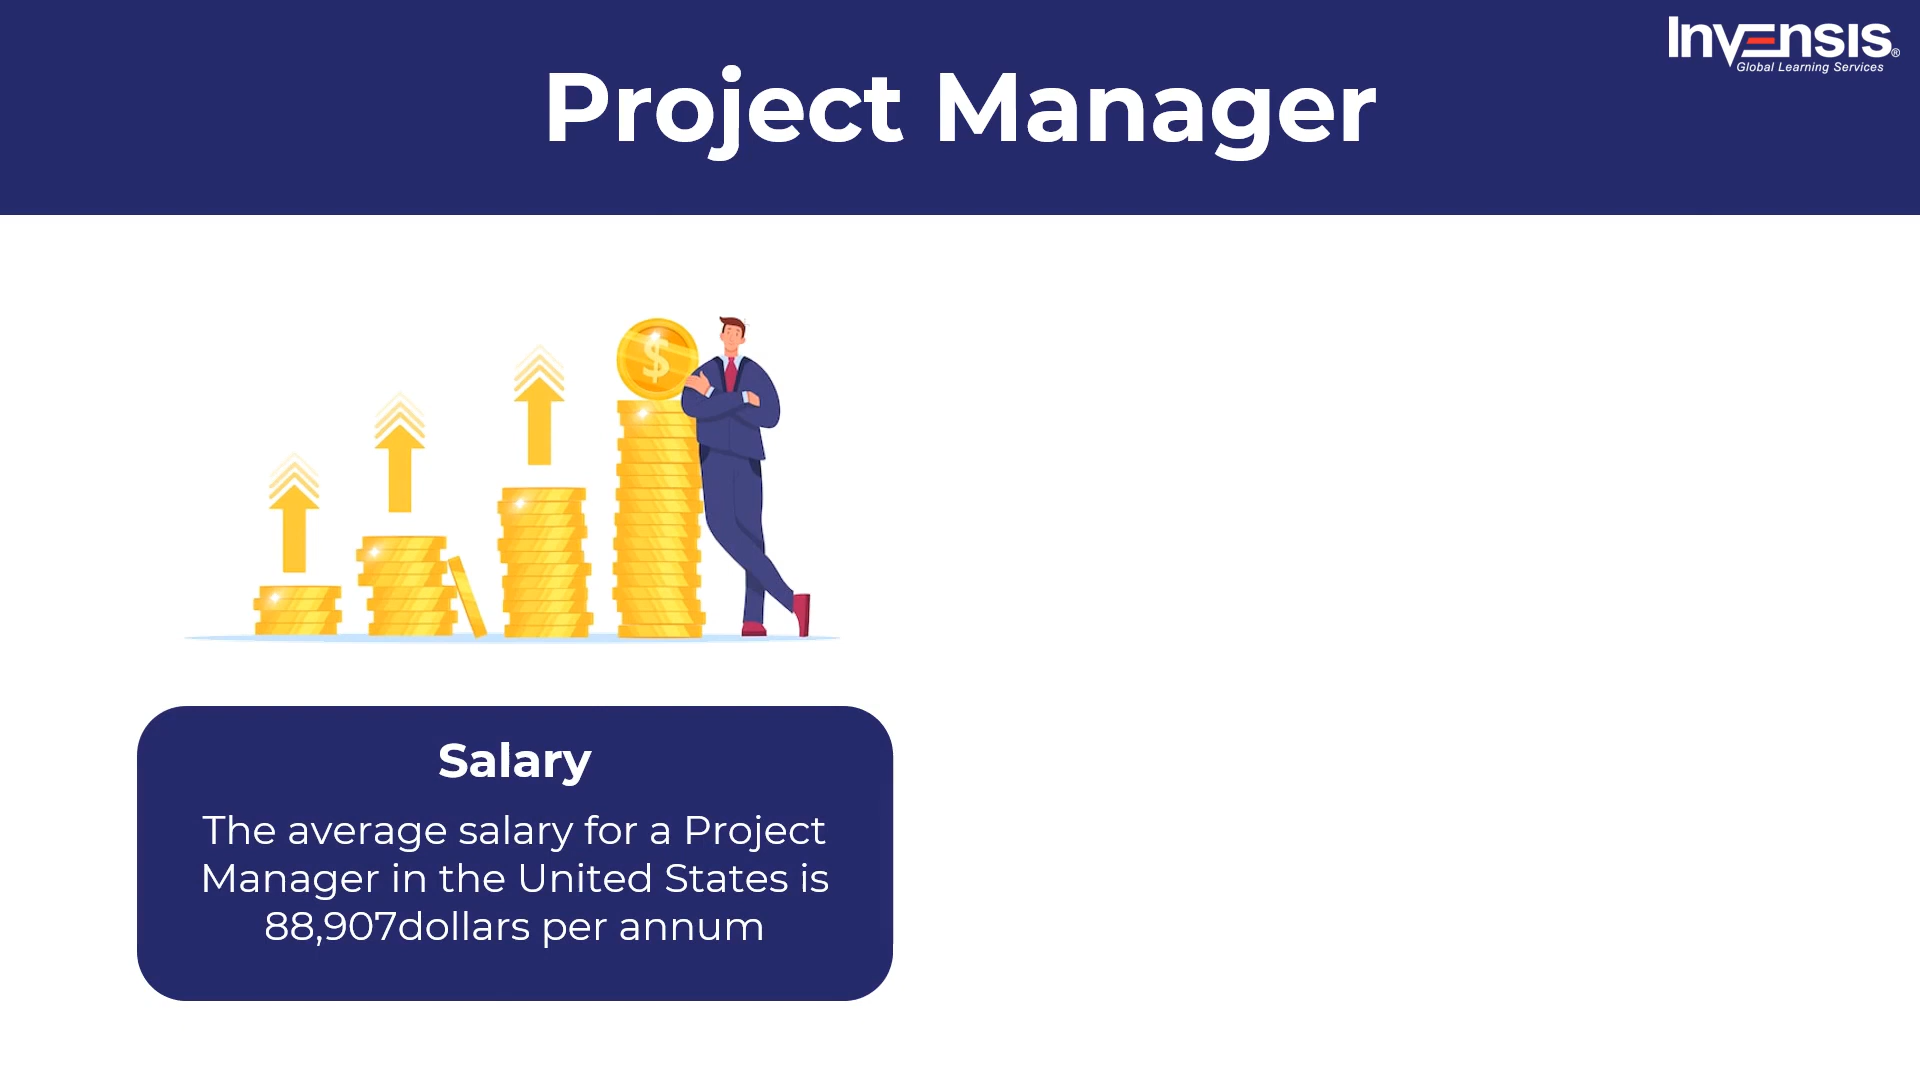 Invensis®
Global Learning Services
Project Manager
$
Salary
The average salary for a Project
Manager in the United States is
88,907dollars per annum